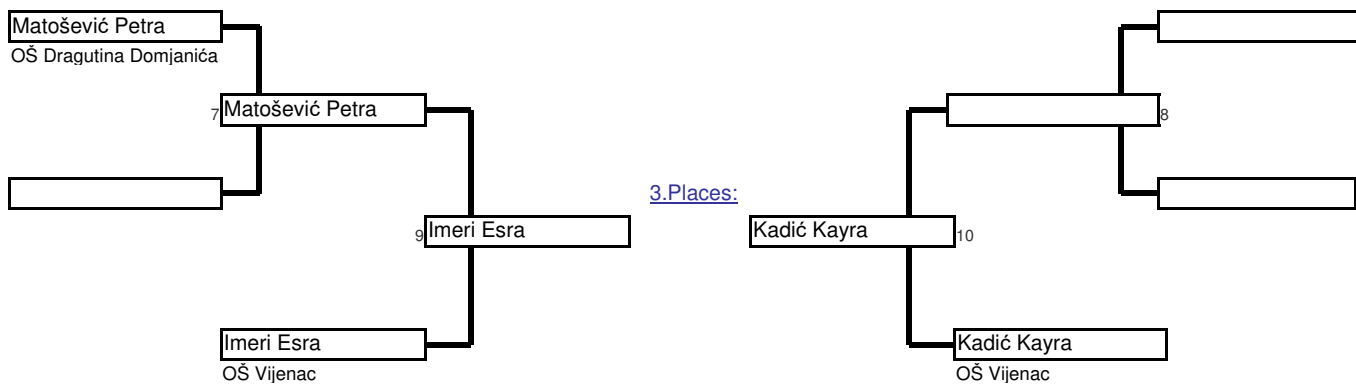 Matošević Petra
OŠ Dragutina Domjanića
7 Matošević Petra
8
3.Places:
9 Imeri Esra
Kadić Kayra 10
Imeri Esra
OŠ Vijenac
Kadić Kayra
OŠ Vijenac